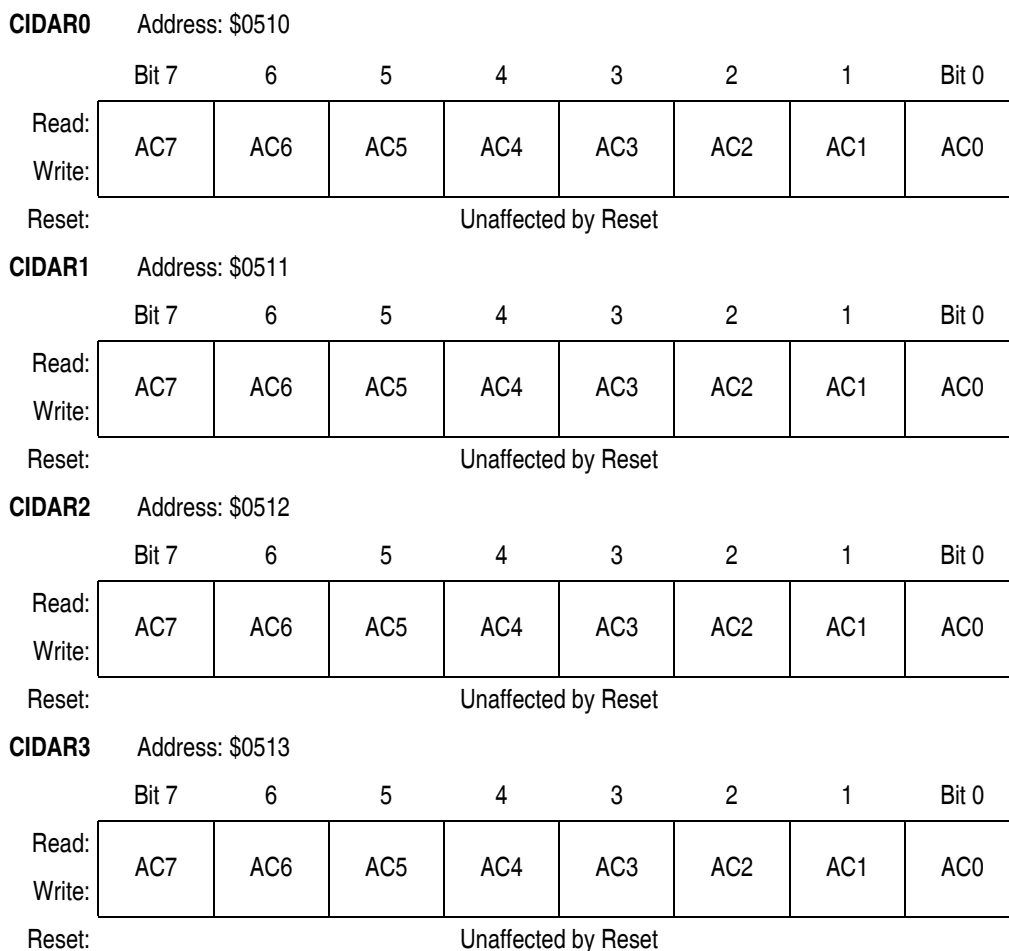 CIDAR0 Address: $0510
Bit 7 6 5 4 3 2 1 Bit 0
Read:
AC7 AC6 AC5 AC4 AC3 AC2 AC1 AC0
Write:
Reset: Unaffected by Reset
CIDAR1 Address: $0511
Bit 7 6 5 4 3 2 1 Bit 0
Read:
AC7 AC6 AC5 AC4 AC3 AC2 AC1 AC0
Write:
Reset: Unaffected by Reset
CIDAR2 Address: $0512
Bit 7 6 5 4 3 2 1 Bit 0
Read:
AC7 AC6 AC5 AC4 AC3 AC2 AC1 AC0
Write:
Reset: Unaffected by Reset
CIDAR3 Address: $0513
Bit 7 6 5 4 3 2 1 Bit 0
Read:
AC7 AC6 AC5 AC4 AC3 AC2 AC1 AC0
Write:
Reset: Unaffected by Reset